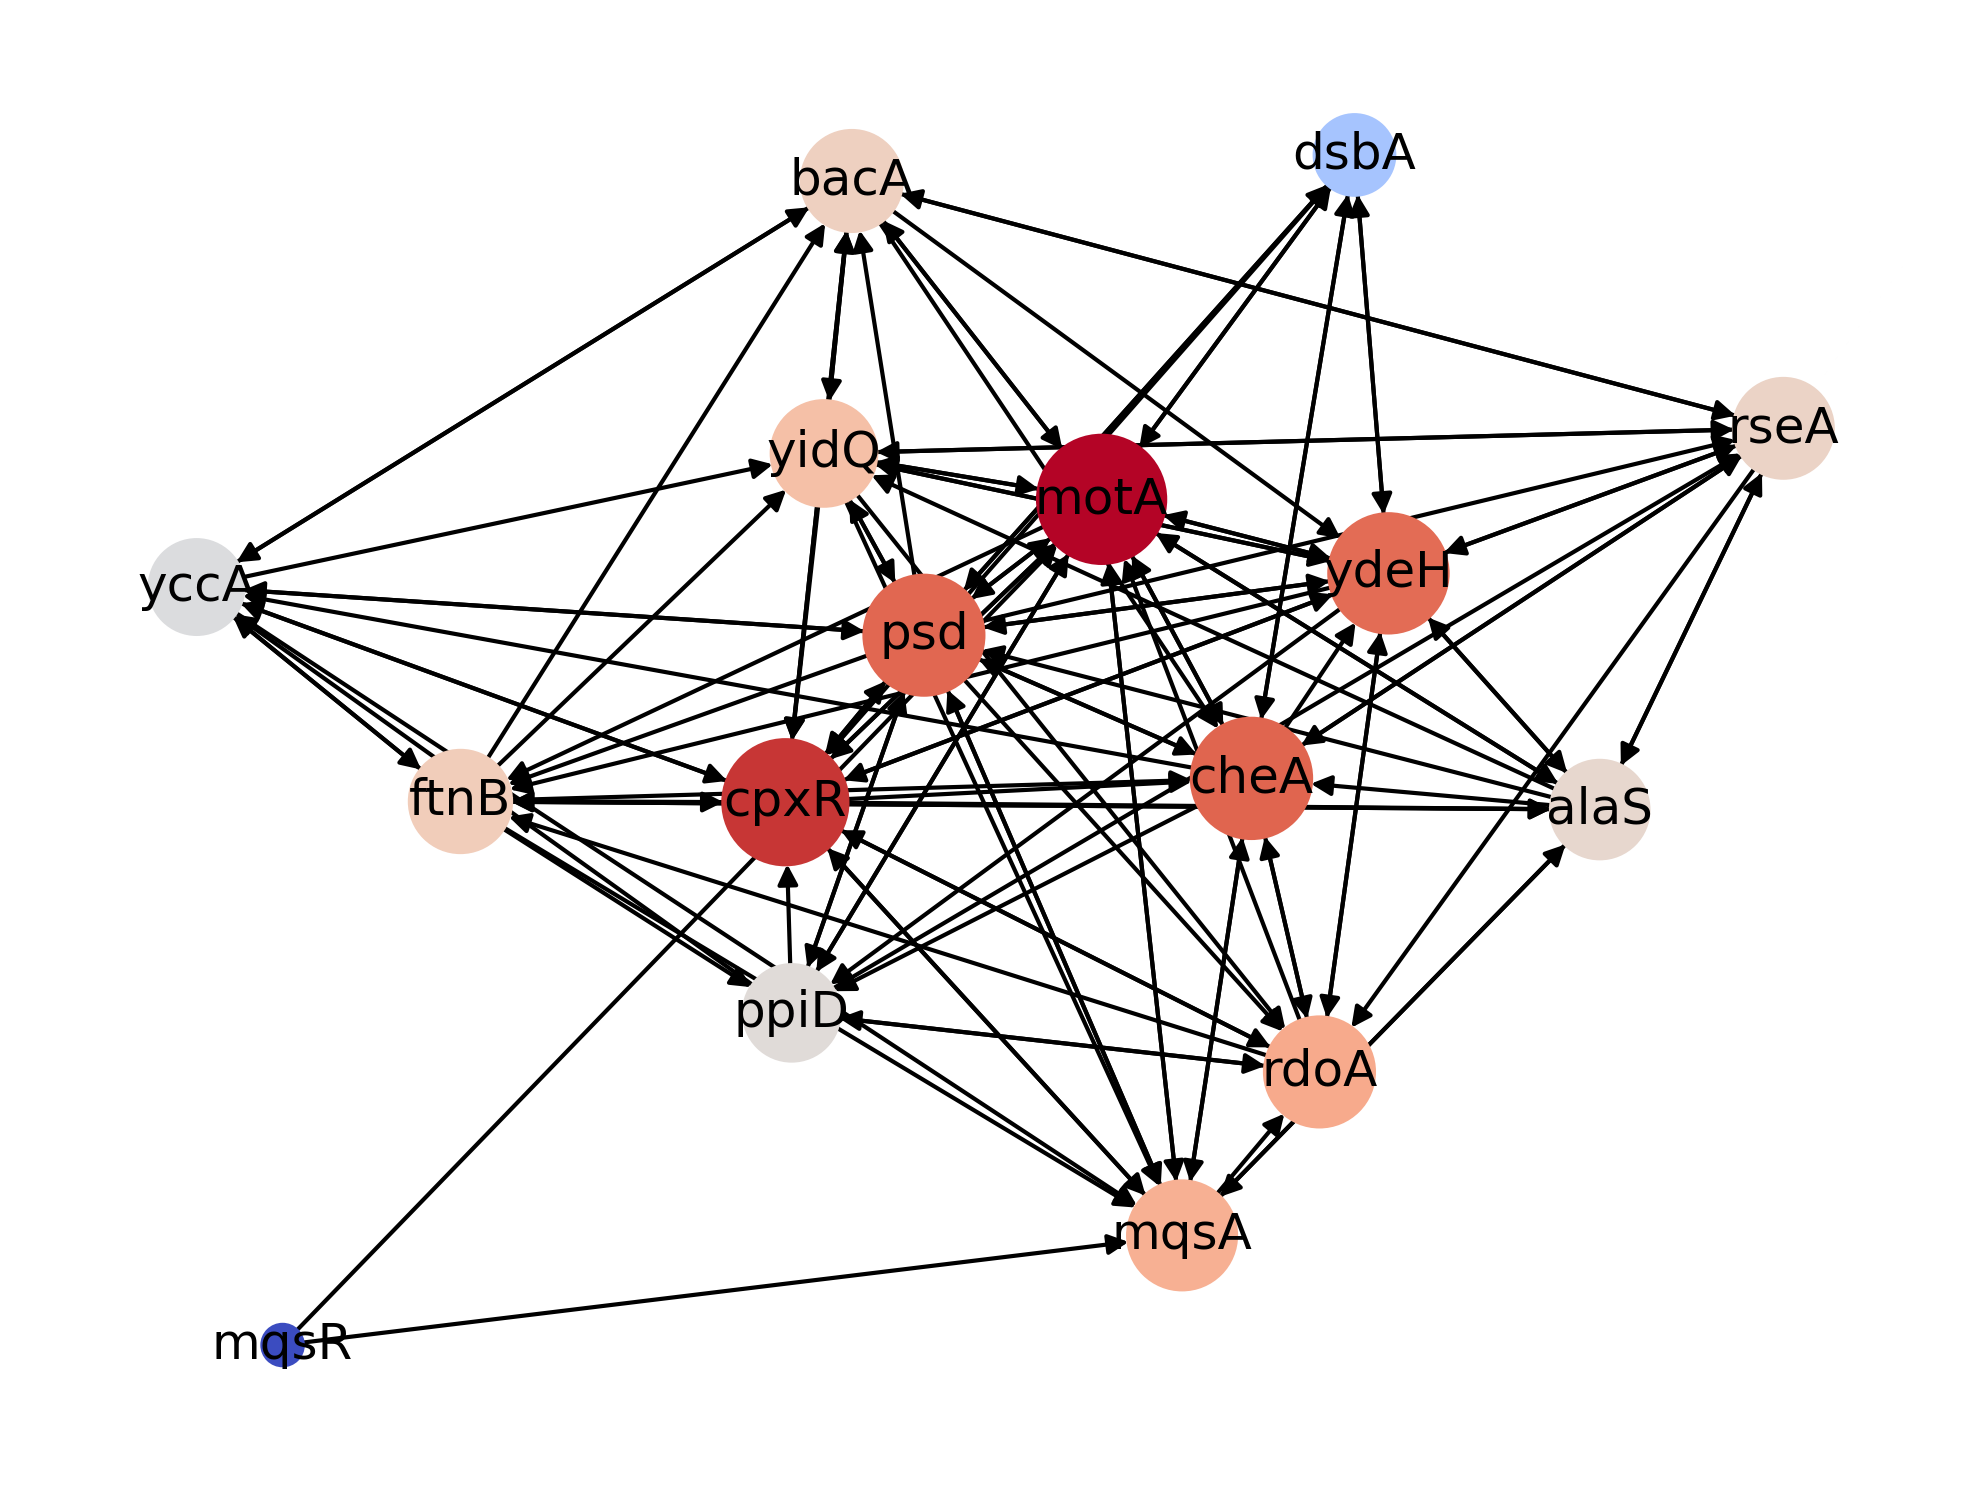 dsbA
bacA
rseA
yidQ
motA
ydeH
yccA
psd
cheA
ftnB
cpxR
alaS
ppiD
rdoA
mqsA
mqsR